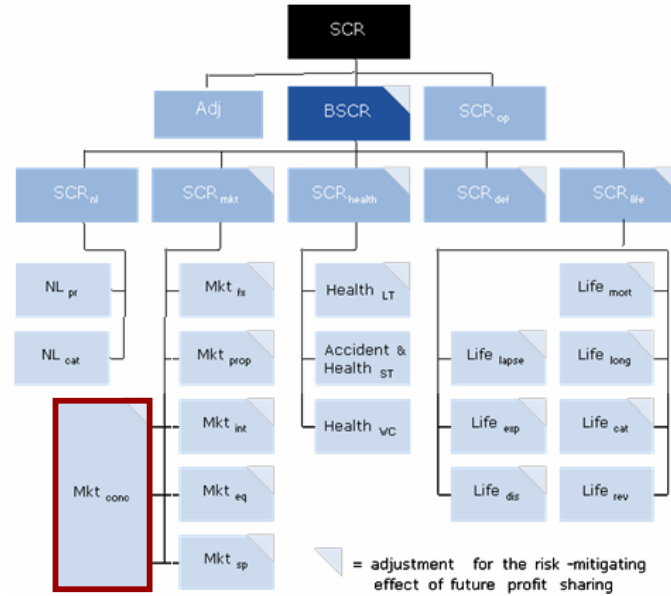 SCR
Adj
BSCR
SCR op
SCR nl
SCR mkt
SCR health
SCR def
SCR life
NL pr
Mkt fx
Health LT
Life mort
NL cat
Mkt prop
Accident &
Health ST
Life lapse
Life long
Mkt conc
Mkt int
Health WC
Life exp
Life cat
Mkt eq
Life dis
Life rev
Mkt sp
= adjustment for the risk -mitigating
effect of future profit sharing